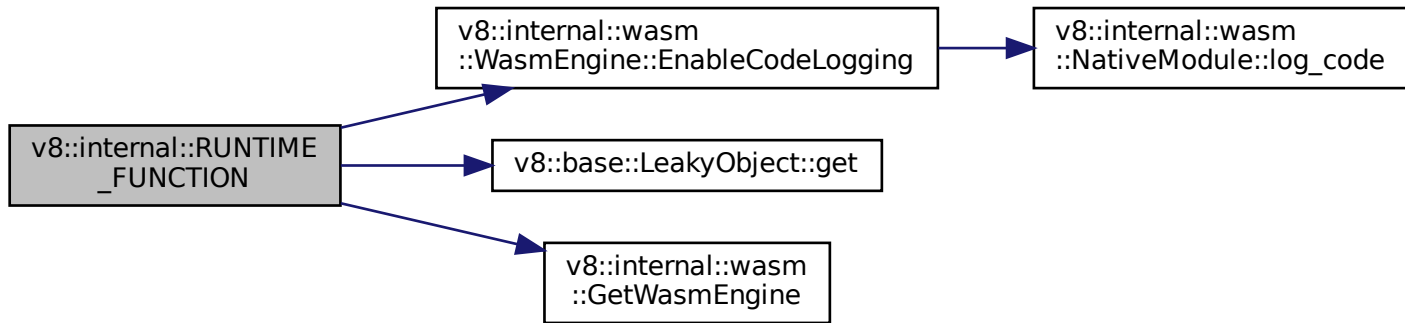 v8::internal::RUNTIME
_FUNCTION
v8::internal::wasm
::WasmEngine::EnableCodeLogging
v8::internal::wasm
::NativeModule::log_code
v8::base::LeakyObject::get
v8::internal::wasm
::GetWasmEngine